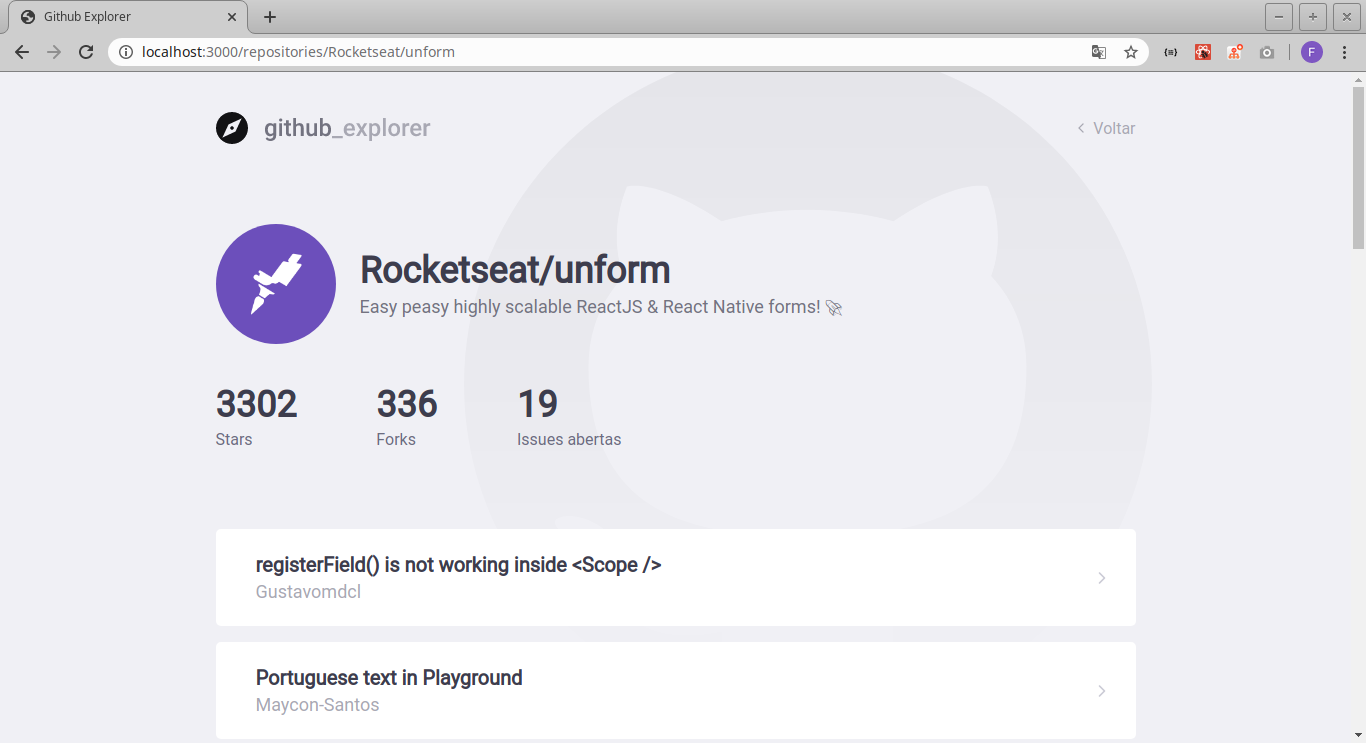 Github Explorer
localhost:3000/repositories/Rocketseat/unform
F
github_explorer
Voltar
Rocketseat/unform
Easy peasy highly scalable ReactJS & React Native forms! 🚀
3302
336
19
Stars
Forks
Issues abertas
registerField() is not working inside <Scope />
Gustavomdcl
Portuguese text in Playground
Maycon-Santos